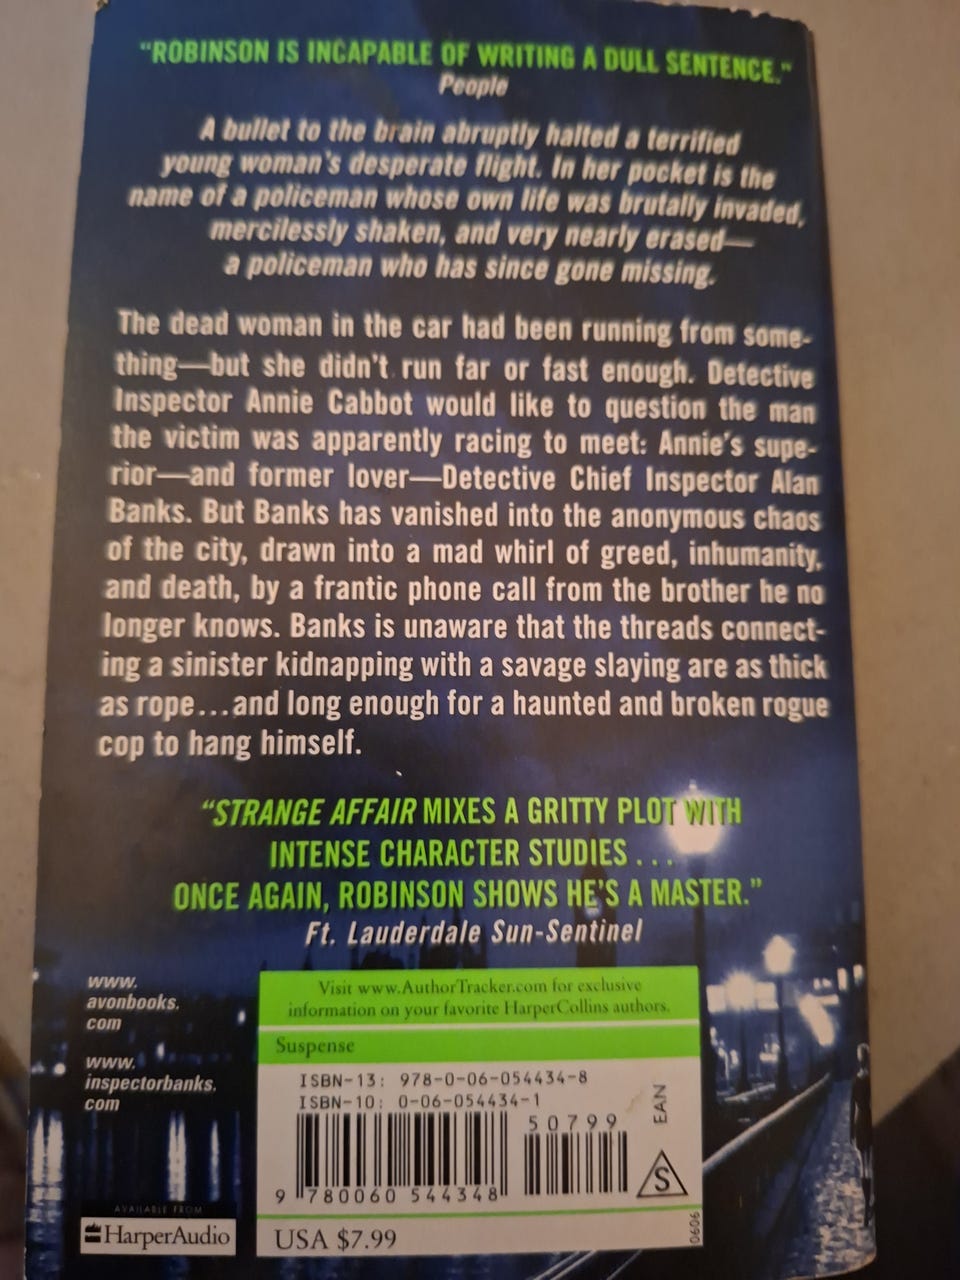 "ROBINSON IS INCAPABLE OF WRITING A DULL SENTENCE."
People
A bullet to the brain abruptly halted a terrified
young woman's desperate flight. In her pocket is the
name of a policeman whose own life was brutally invaded,
mercilessly shaken, and very nearly erased—
a policeman who has since gone missing.
The dead woman in the car had been running from some-
thing—but she didn't run far or fast enough. Detective
Inspector Annie Cabbot would like to question the man
the victim was apparently racing to meet: Annie's supe-
rior—and former lover—Detective Chief Inspector Alan
Banks. But Banks has vanished into the anonymous chaos
of the city, drawn into a mad whirl of greed, inhumanity,
and death, by a frantic phone call from the brother he no
longer knows. Banks is unaware that the threads connect-
ing a sinister kidnapping with a savage slaying are as thick
as rope...and long enough for a haunted and broken rogue
cop to hang himself.
"STRANGE AFFAIR MIXES A GRITTY PLOT WITH
INTENSE CHARACTER STUDIES . . .
ONCE AGAIN, ROBINSON SHOWS HE'S A MASTER."
Ft. Lauderdale Sun-Sentinel
www.
avonbooks.
com
www.
inspectorbanks.
com
AVAILABLE FROM
HarperAudio
Visit www.AuthorTracker.com for exclusive
information on your favorite HarperCollins authors.
Suspense
ISBN-13: 978-0-06-054434-8
ISBN-10: 0-06-054434-1
50799
EAN
S
9 780060 544348
USA $7.99
0606